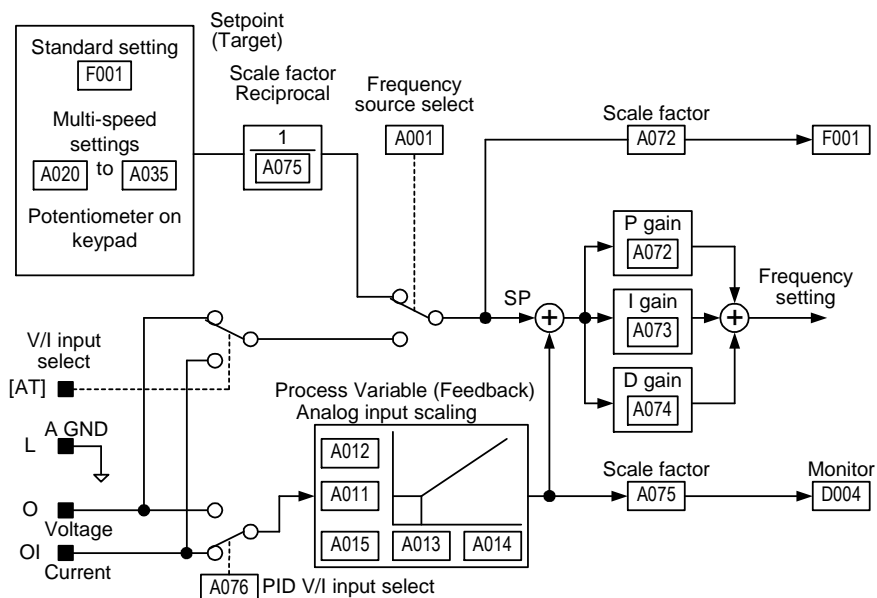 Setpoint
(Target)
Standard setting
F001
Multi-speed
settings
A020 to A035
Potentiometer on
keypad
Scale factor
Reciprocal
1
A075
Frequency
source select
A001
Scale factor
A072
F001
P gain
A072
I gain
A073
D gain
A074
SP
+
+
Frequency
setting
V/I input
select
[AT]
A GND
L
O
Voltage
OI
Current
Process Variable (Feedback)
Analog input scaling
A012
A011
A015 A013 A014
Scale factor
A075
Monitor
D004
A076 PID V/I input select